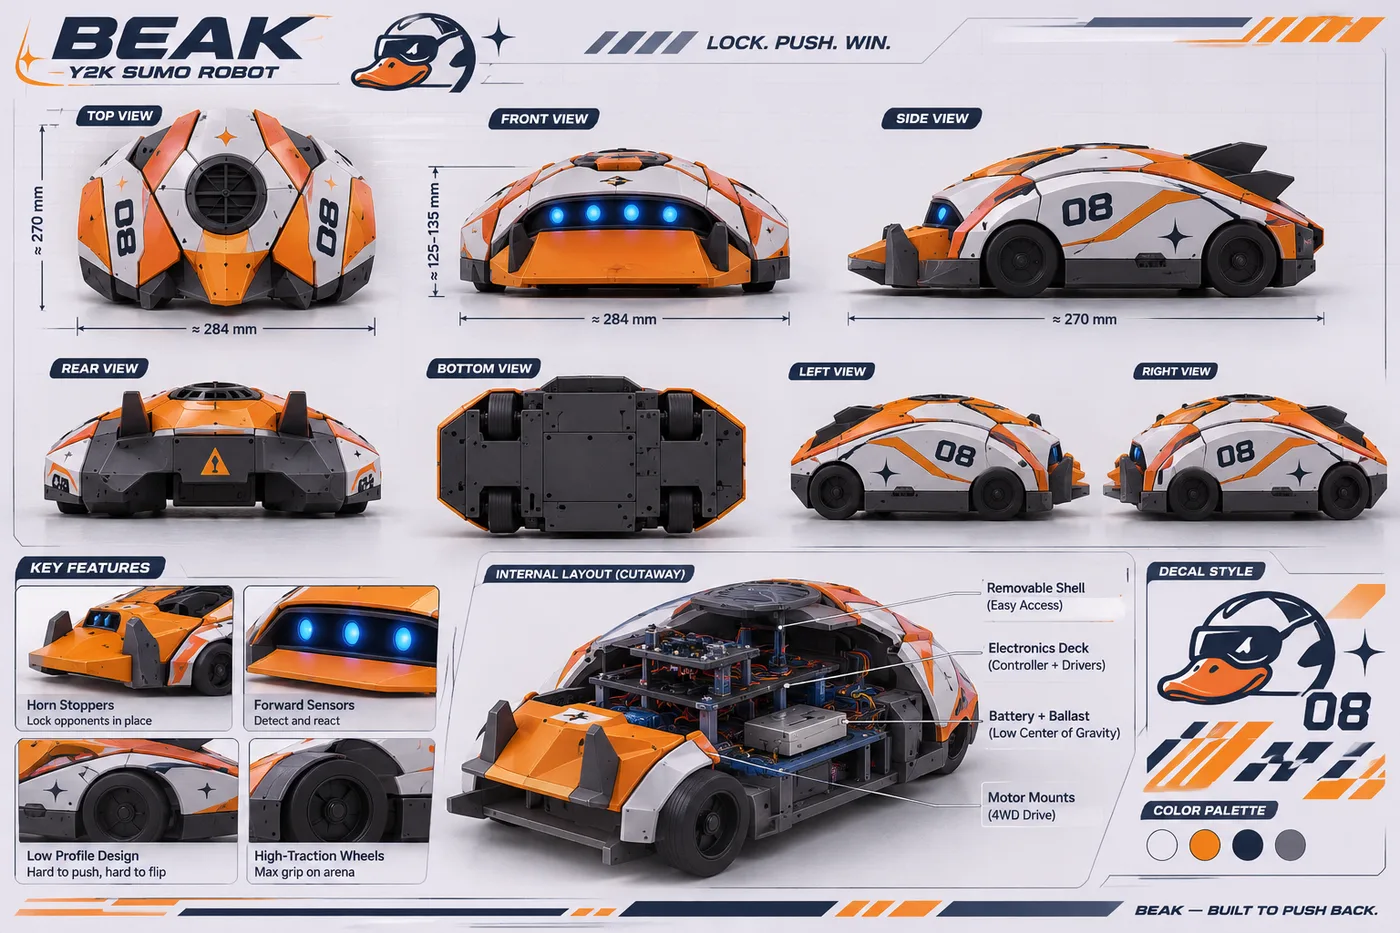 BEAK
Y2K SUMO ROBOT
LOCK. PUSH. WIN.
TOP VIEW
≈ 270 mm
08
08
≈ 284 mm
FRONT VIEW
≈ 125–135 mm
≈ 284 mm
SIDE VIEW
08
≈ 270 mm
REAR VIEW
BOTTOM VIEW
LEFT VIEW
08
RIGHT VIEW
08
KEY FEATURES
Horn Stoppers
Lock opponents in place
Forward Sensors
Detect and react
Low Profile Design
Hard to push, hard to flip
High-Traction Wheels
Max grip on arena
INTERNAL LAYOUT (CUTAWAY)
Removable Shell
(Easy Access)
Electronics Deck
(Controller + Drivers)
Battery + Ballast
(Low Center of Gravity)
Motor Mounts
(4WD Drive)
DECAL STYLE
08
COLOR PALETTE
BEAK — BUILT TO PUSH BACK.